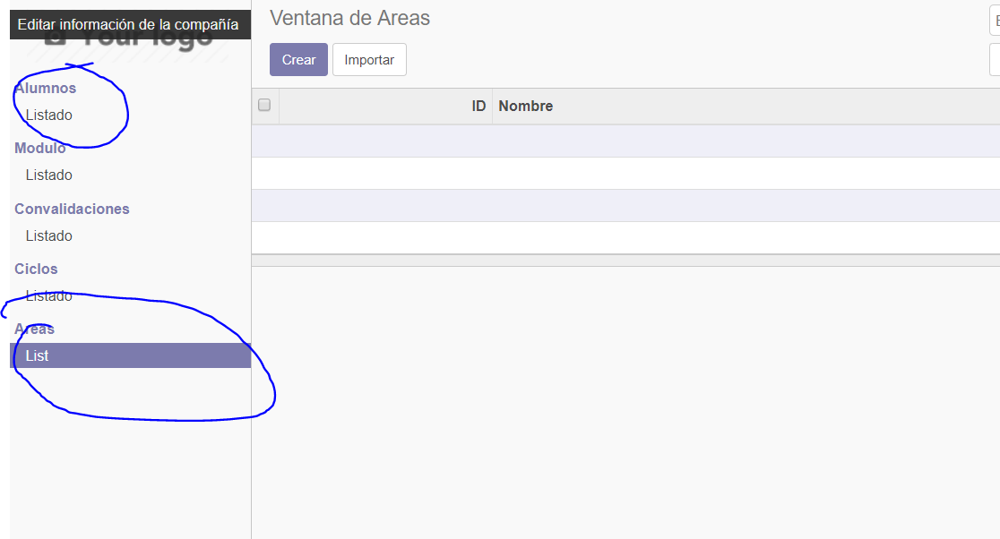 Editar información de la compañía
Your logo
Ventana de Areas
Crear
Importar
ID
Nombre
Alumnos
Listado
Modulo
Listado
Convalidaciones
Listado
Ciclos
Listado
Areas
List